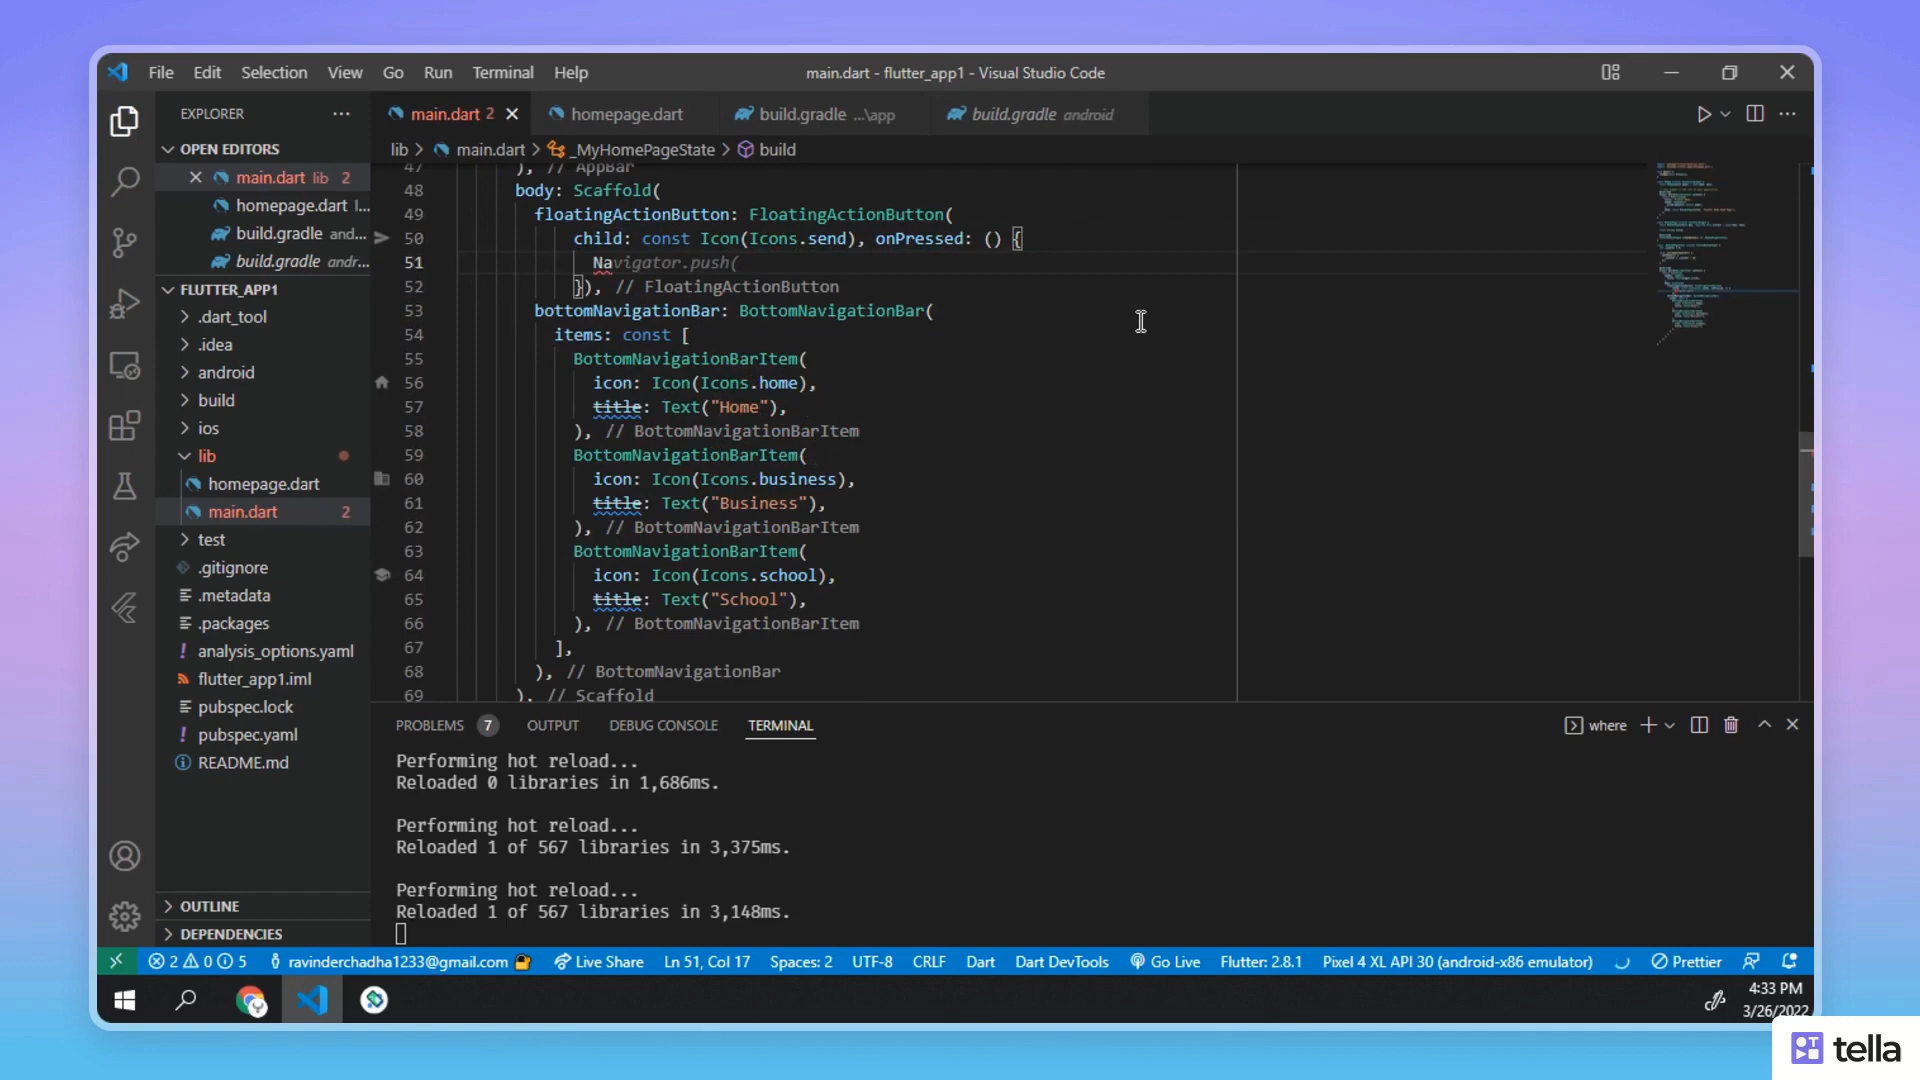 File Edit Selection View Go Run Terminal Help
main.dart - flutter_app1 - Visual Studio Code
EXPLORER
main.dart 2
homepage.dart
build.gradle ...\app
build.gradle android
lib > main.dart > _MyHomePageState > build
OPEN EDITORS
main.dart lib 2
homepage.dart l...
build.gradle and...
build.gradle andr...
FLUTTER_APP1
.dart_tool
.idea
android
build
ios
lib
homepage.dart
main.dart 2
test
.gitignore
.metadata
.packages
analysis_options.yaml
flutter_app1.iml
pubspec.lock
pubspec.yaml
README.md
OUTLINE
DEPENDENCIES
47 ), // AppBar
48 body: Scaffold(
49 floatingActionButton: FloatingActionButton(
50 child: const Icon(Icons.send), onPressed: () {
51 Navigator.push(
52 }), // FloatingActionButton
53 bottomNavigationBar: BottomNavigationBar(
54 items: const [
55 BottomNavigationBarItem(
56 icon: Icon(Icons.home),
57 title: Text("Home"),
58 ), // BottomNavigationBarItem
59 BottomNavigationBarItem(
60 icon: Icon(Icons.business),
61 title: Text("Business"),
62 ), // BottomNavigationBarItem
63 BottomNavigationBarItem(
64 icon: Icon(Icons.school),
65 title: Text("School"),
66 ), // BottomNavigationBarItem
67 ],
68 ), // BottomNavigationBar
69 ), // Scaffold
PROBLEMS 7 OUTPUT DEBUG CONSOLE TERMINAL
where
Performing hot reload...
Reloaded 0 libraries in 1,686ms.
Performing hot reload...
Reloaded 1 of 567 libraries in 3,375ms.
Performing hot reload...
Reloaded 1 of 567 libraries in 3,148ms.
2 0 5 ravinderchadha1233@gmail.com Live Share Ln 51, Col 17 Spaces: 2 UTF-8 CRLF Dart Dart DevTools Go Live Flutter: 2.8.1 Pixel 4 XL API 30 (android-x86 emulator) Prettier
4:33 PM
3/26/2022
tella